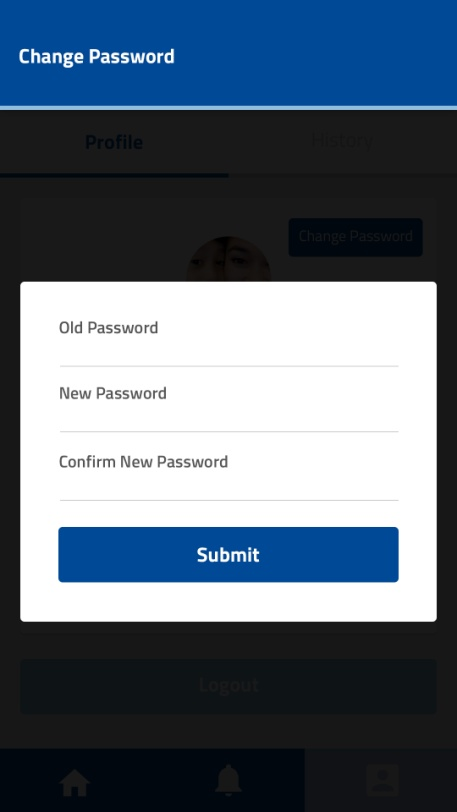 Change Password
Profile
History
Change Password
Old Password
New Password
Confirm New Password
Submit
Logout